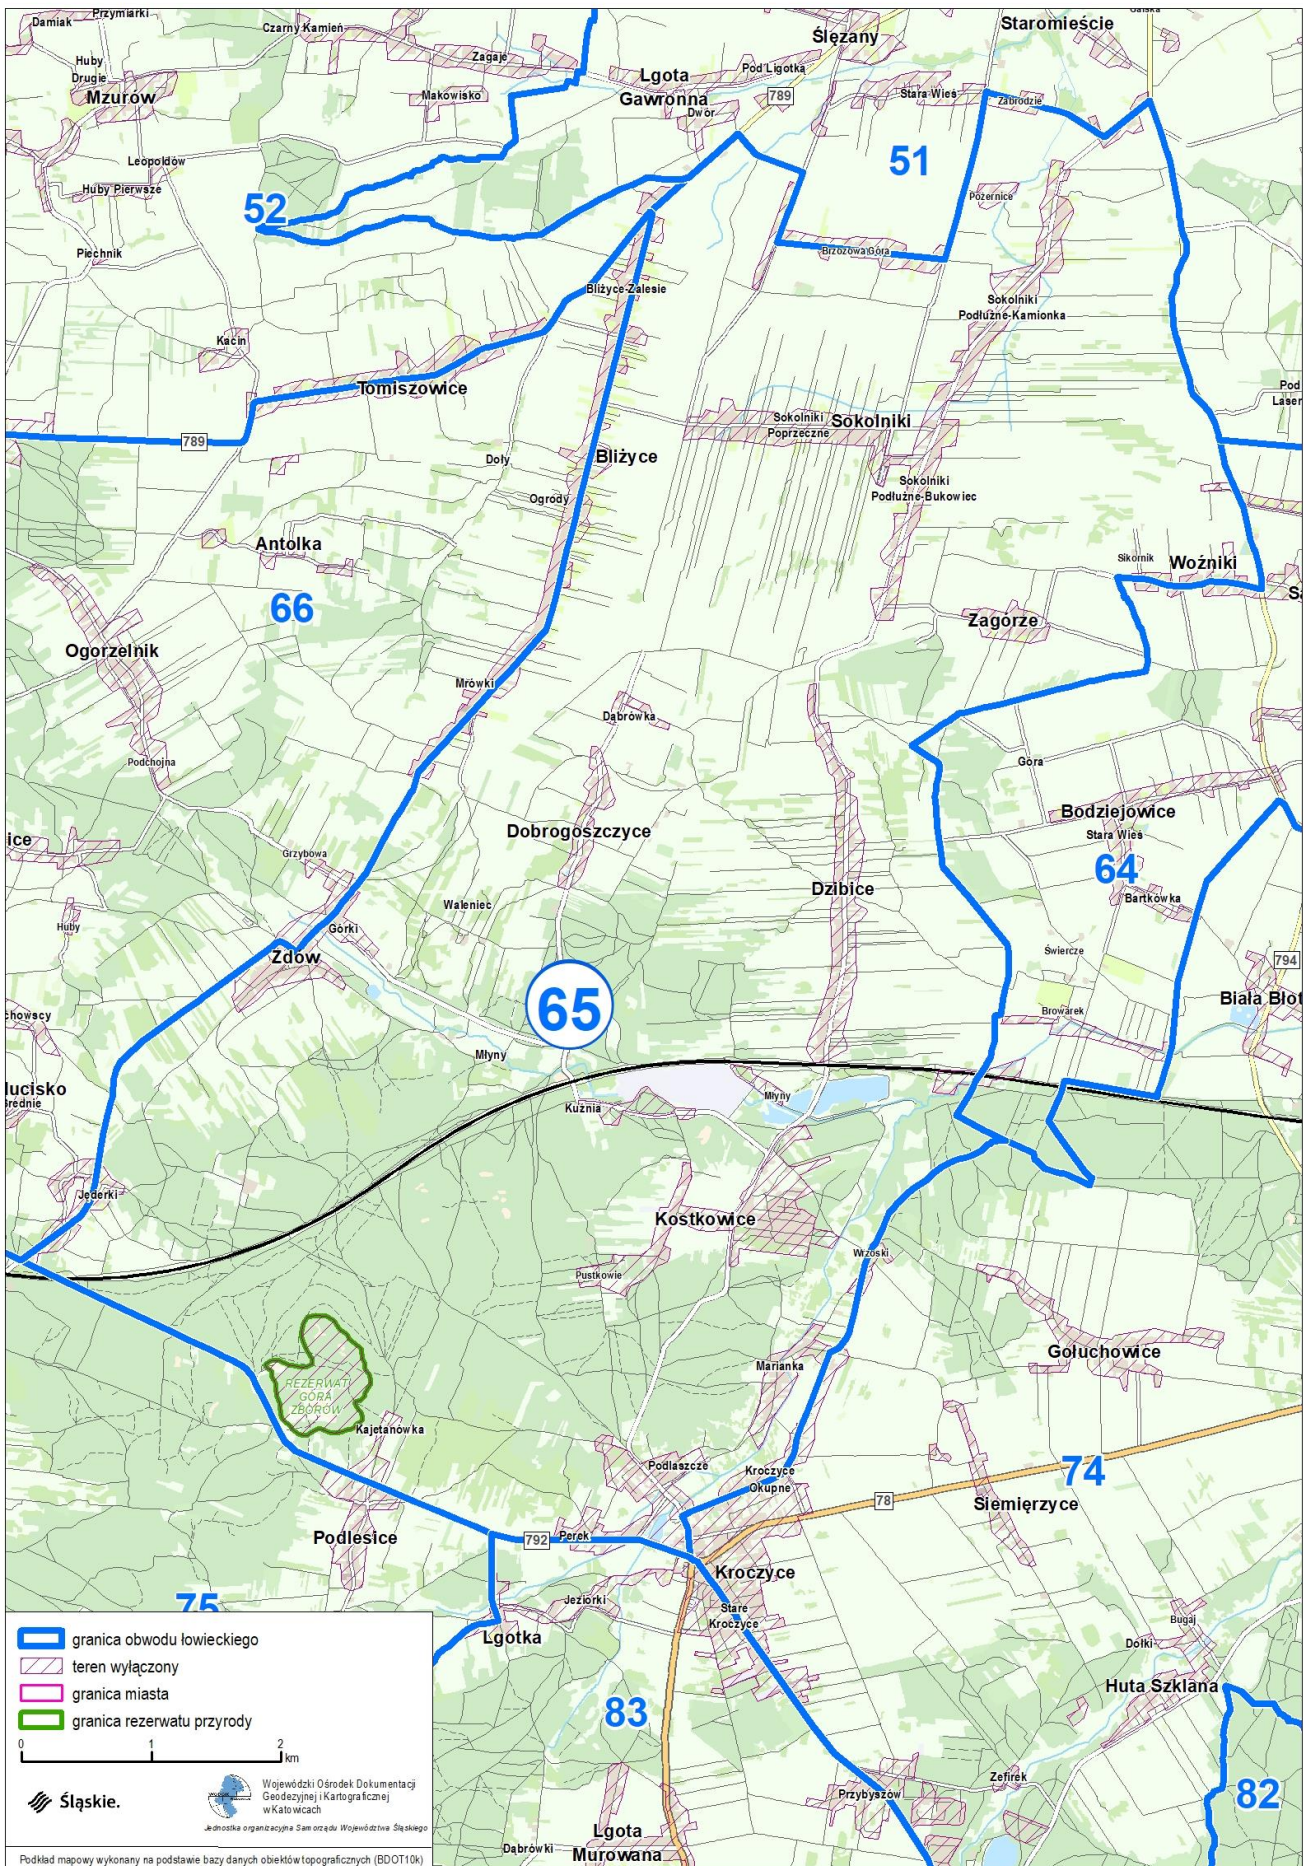 Damiak
Przymiarki
Czarny Kamień
Ślęzany
Staromieście
Huby
Drugie
Mzurów
Zagaje
Makowisko
Lgota
Gawronna
Dwór
Pod Ligotką
789
Stara Wieś
Zabrodzie
Leopoldów
Huby Pierwsze
52
51
Pożernice
Piechnik
Brzozowa Góra
Bliżyce-Zalesie
Sokolniki
Podłużne-Kamionka
Kacin
Tomiszowice
Pod
Laser
789
Sokolniki
Poprzeczne
Sokolniki
Bliżyce
Doły
Ogrody
Sokolniki
Podłużne-Bukowiec
Antolka
Sikornik
Woźniki
Sa
66
Zagórze
Ogorzelnik
Mrówki
Dąbrówka
Podchojna
Góra
Bodziejowice
Stara Wieś
Dobrogoszczyce
ice
Grzybowa
64
Dzibice
Bartkówka
Waleniec
Huby
Górki
Zdów
Świercze
794
65
Biała Błot
chowscy
Browarek
Młyny
lucisko
Średnie
Kuźnia
Młyny
Jederki
Kostkowice
Wrzoski
Pustkowie
Gołuchowice
Marianka
REZERWAT
GÓRA
ZBORÓW
Kajetanówka
Podlaszcze
Kroczyce
Okupne
74
78
Siemięrzyce
Podlesice
792
Perek
Kroczyce
75
Jeziorki
Stare
Kroczyce
Lgotka
Bugaj
Dołki
Huta Szklana
83
Zefirek
Przybyszów
82
Lgota
Murowana
Dąbrówki
granica obwodu łowieckiego
teren wyłączony
granica miasta
granica rezerwatu przyrody
0 1 2
km
Śląskie.
Wojewódzki Ośrodek Dokumentacji
Geodezyjnej i Kartograficznej
w Katowicach
Jednostka organizacyjna Samorządu Województwa Śląskiego
Podkład mapowy wykonany na podstawie bazy danych obiektów topograficznych (BDOT10k)